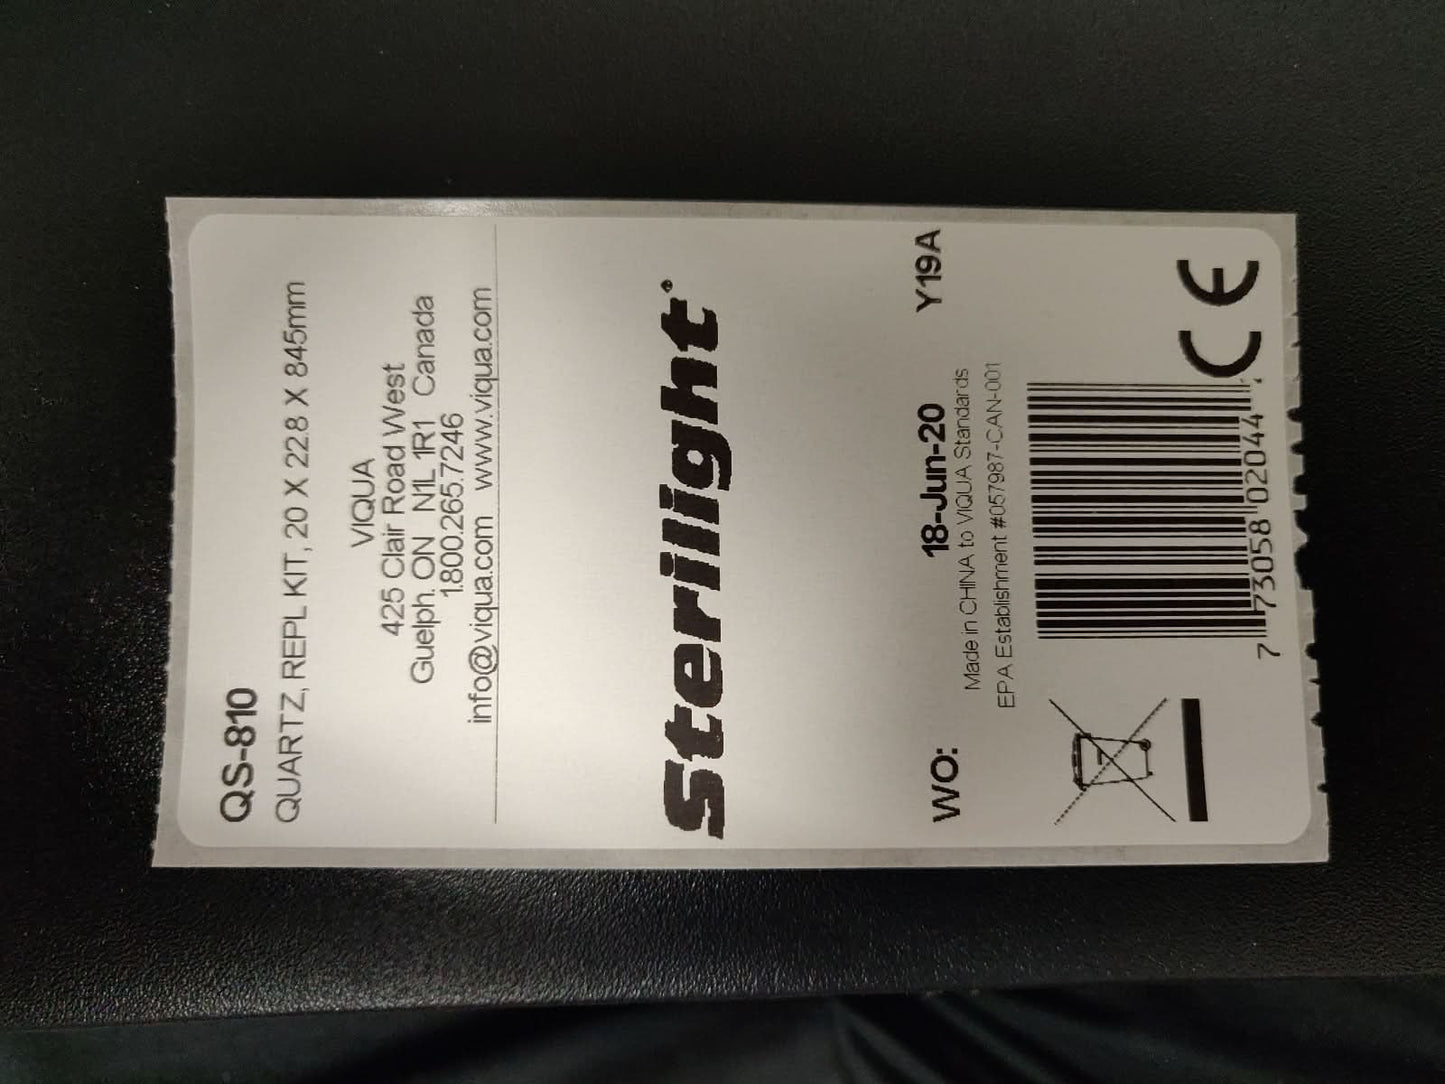 QS-810
QUARTZ, REPL KIT, 20 X 228 X 845mm
VIQUA
425 Clair Road West
Guelph, ON N1L 1R1 Canada
1.800.265.7246
info@viqua.com www.viqua.com
Sterilight
WO: 18-Jun-20 Y19A
Made in CHINA to VIQUA Standards
EPA Establishment #057987-CAN-001
7 73058 02044
CE